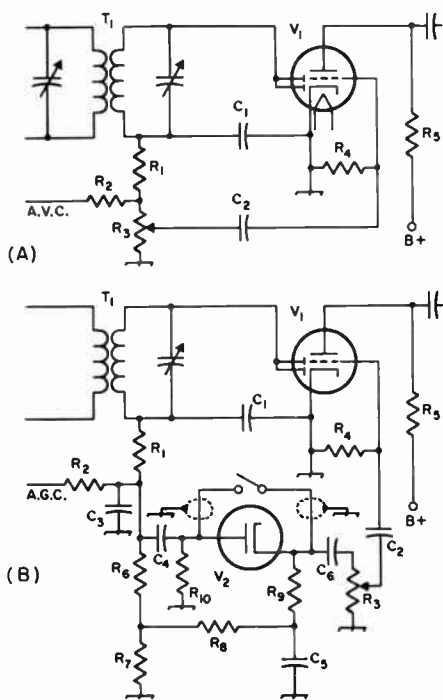 T1
V1
C1
R1
R4
R5
R2
A.V.C.
C2
R3
B+
(A)
T1
V1
C1
R1
R4
R5
R2
A.G.C.
C3
C4
V2
C6
C2
B+
R6
R10
R9
R3
(B)
R8
R7
C5